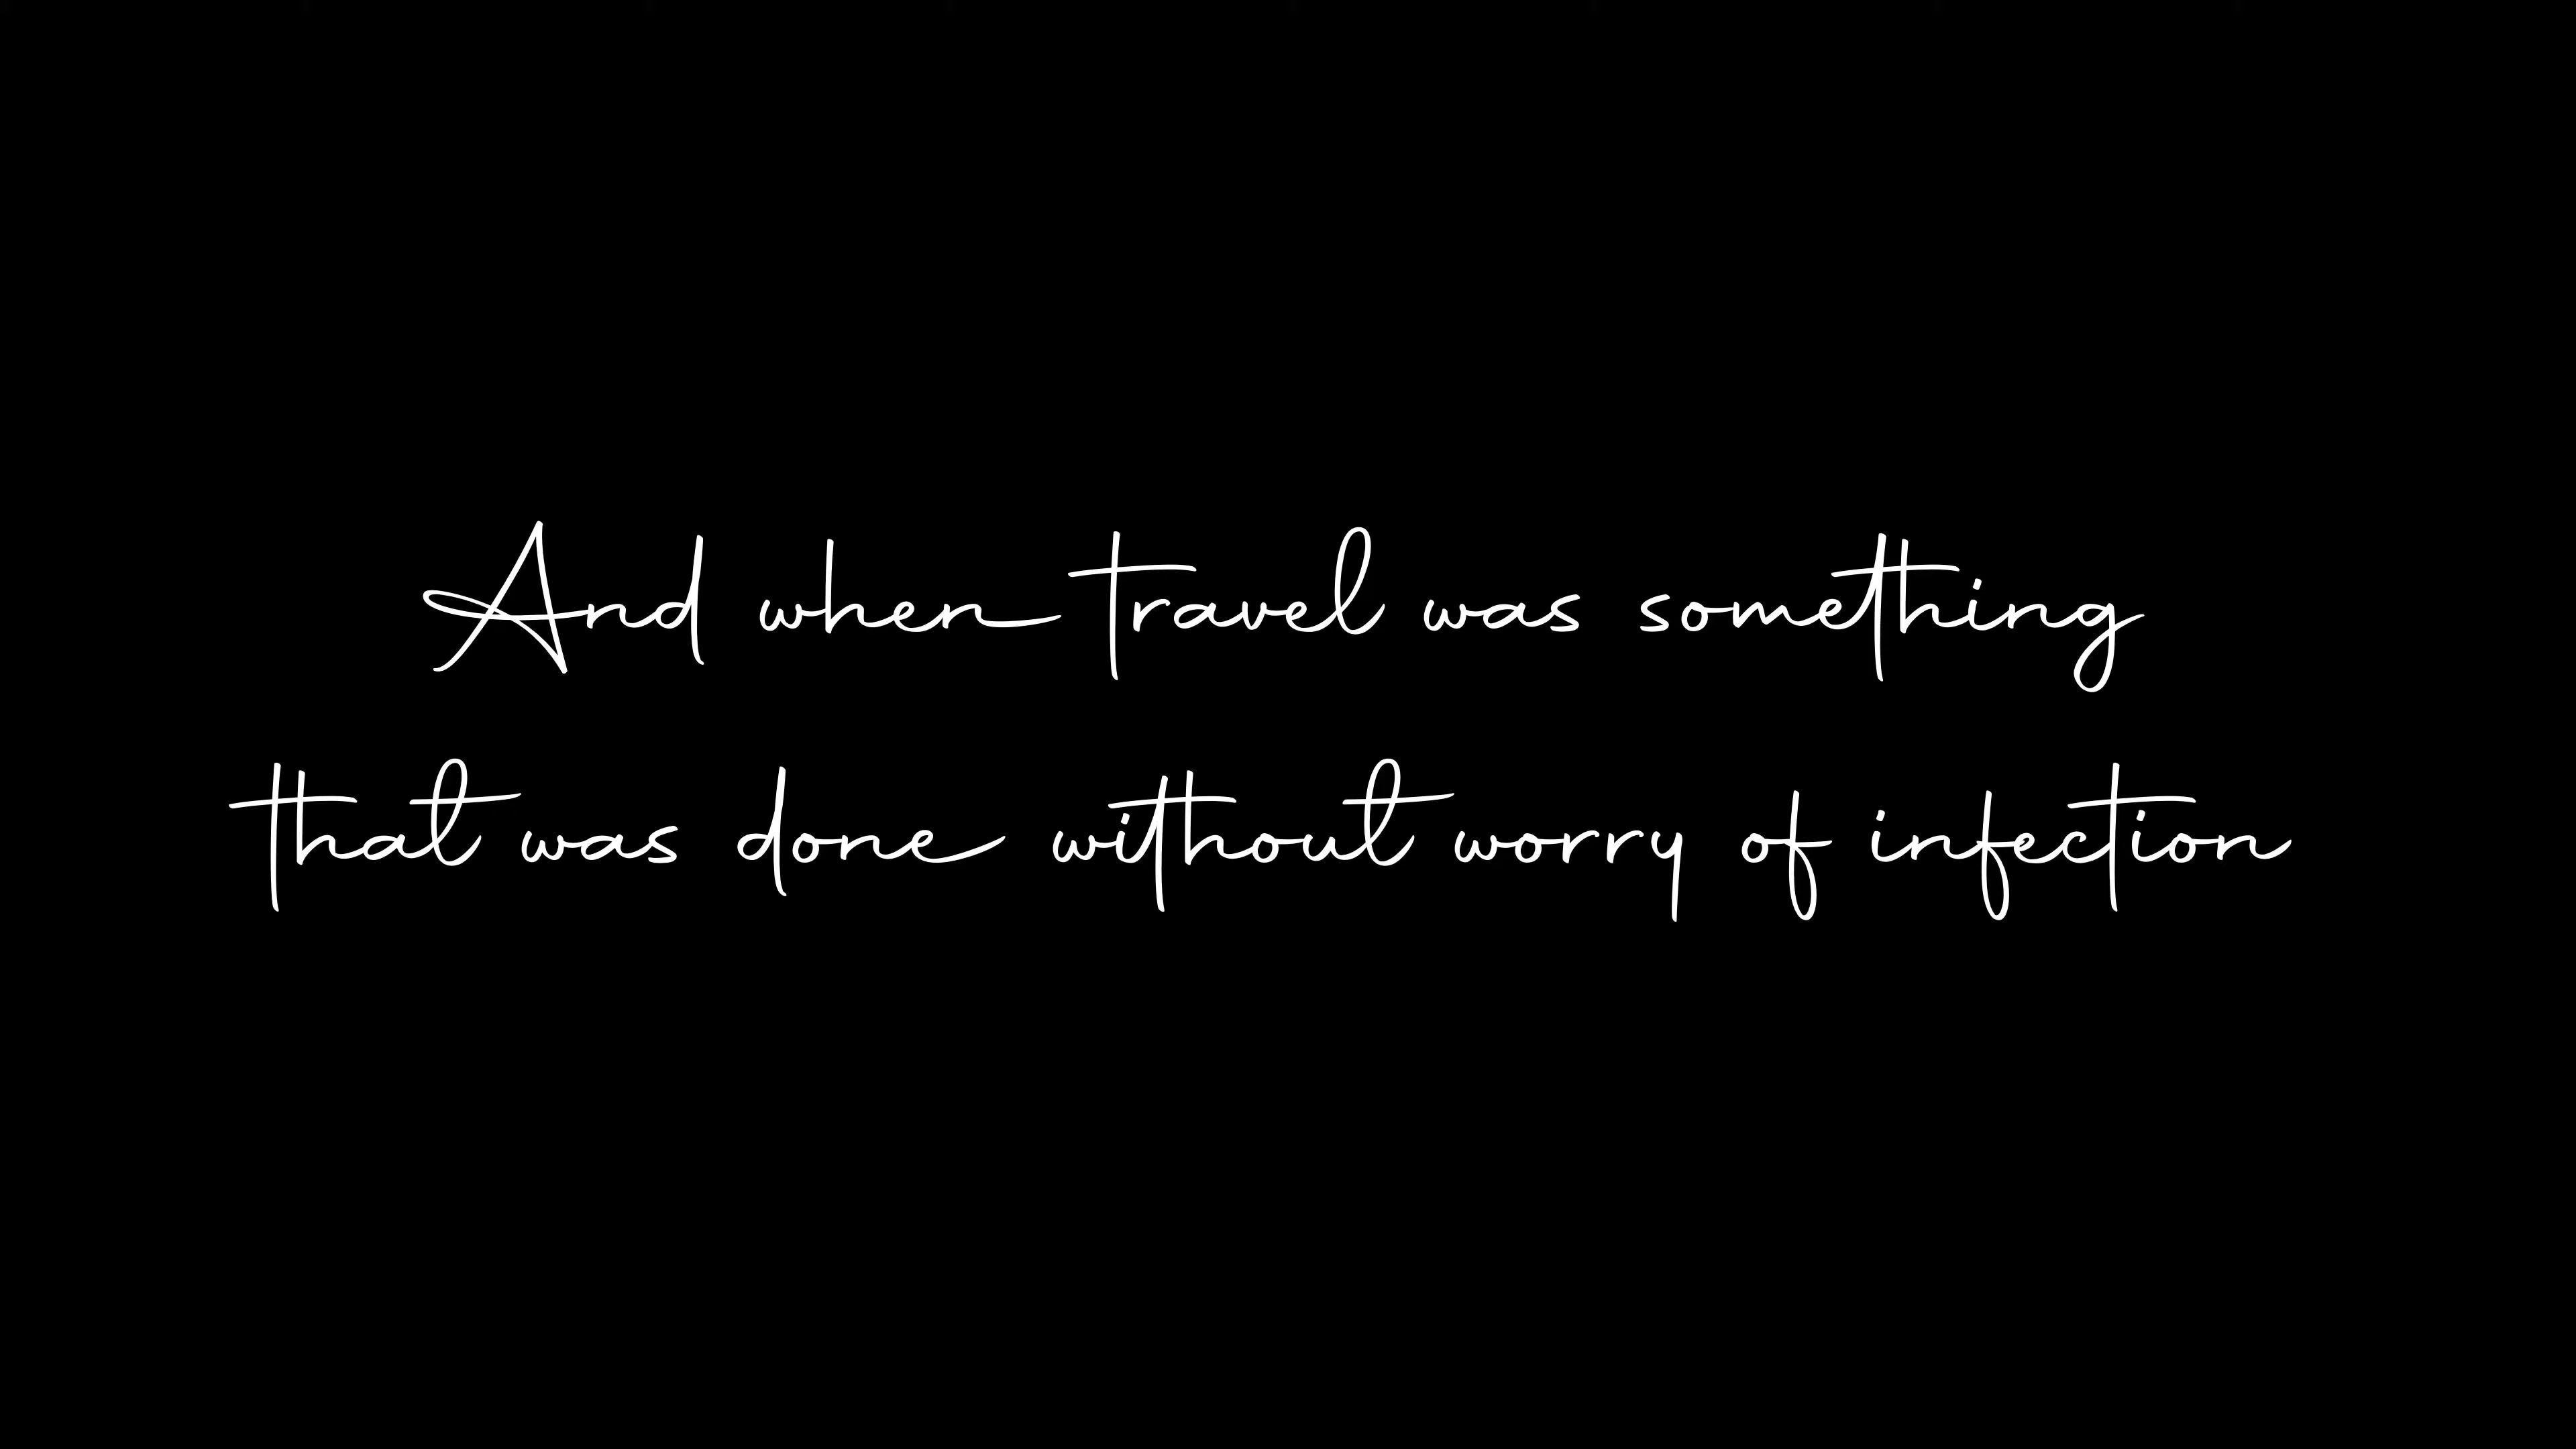 And when travel was something
that was done without worry of infection